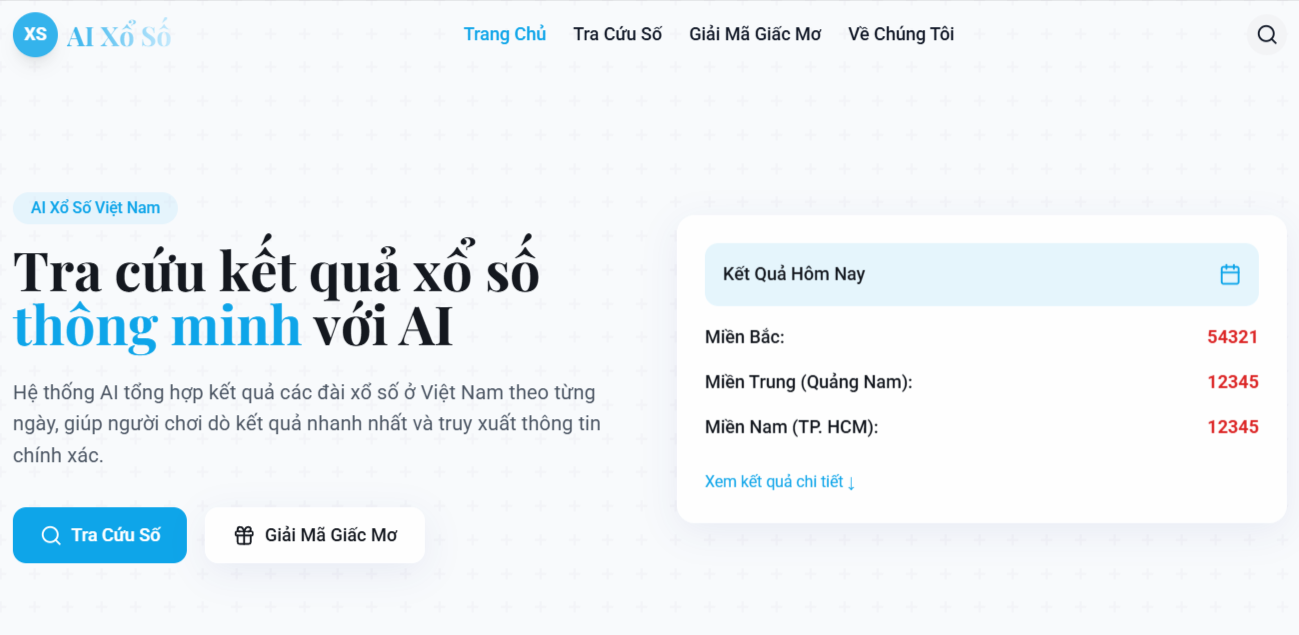 XS AI Xổ Số
Trang Chủ Tra Cứu Số Giải Mã Giấc Mơ Về Chúng Tôi
AI Xổ Số Việt Nam
Tra cứu kết quả xổ số
thông minh với AI
Hệ thống AI tổng hợp kết quả các đài xổ số ở Việt Nam theo từng
ngày, giúp người chơi dò kết quả nhanh nhất và truy xuất thông tin
chính xác.
Tra Cứu Số Giải Mã Giấc Mơ
Kết Quả Hôm Nay
Miền Bắc: 54321
Miền Trung (Quảng Nam): 12345
Miền Nam (TP. HCM): 12345
Xem kết quả chi tiết ↓